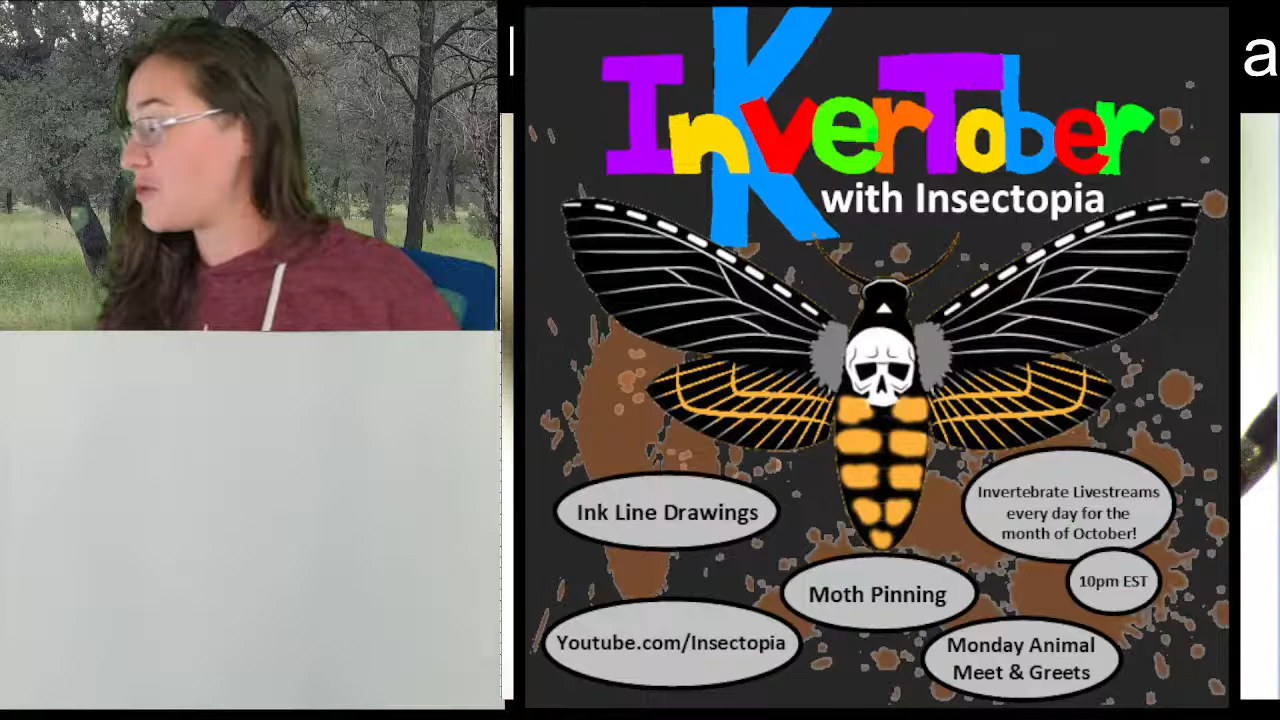 InKverTober
with Insectopia
Ink Line Drawings
Invertebrate Livestreams
every day for the
month of October!
10pm EST
Moth Pinning
Youtube.com/Insectopia
Monday Animal
Meet & Greets
a